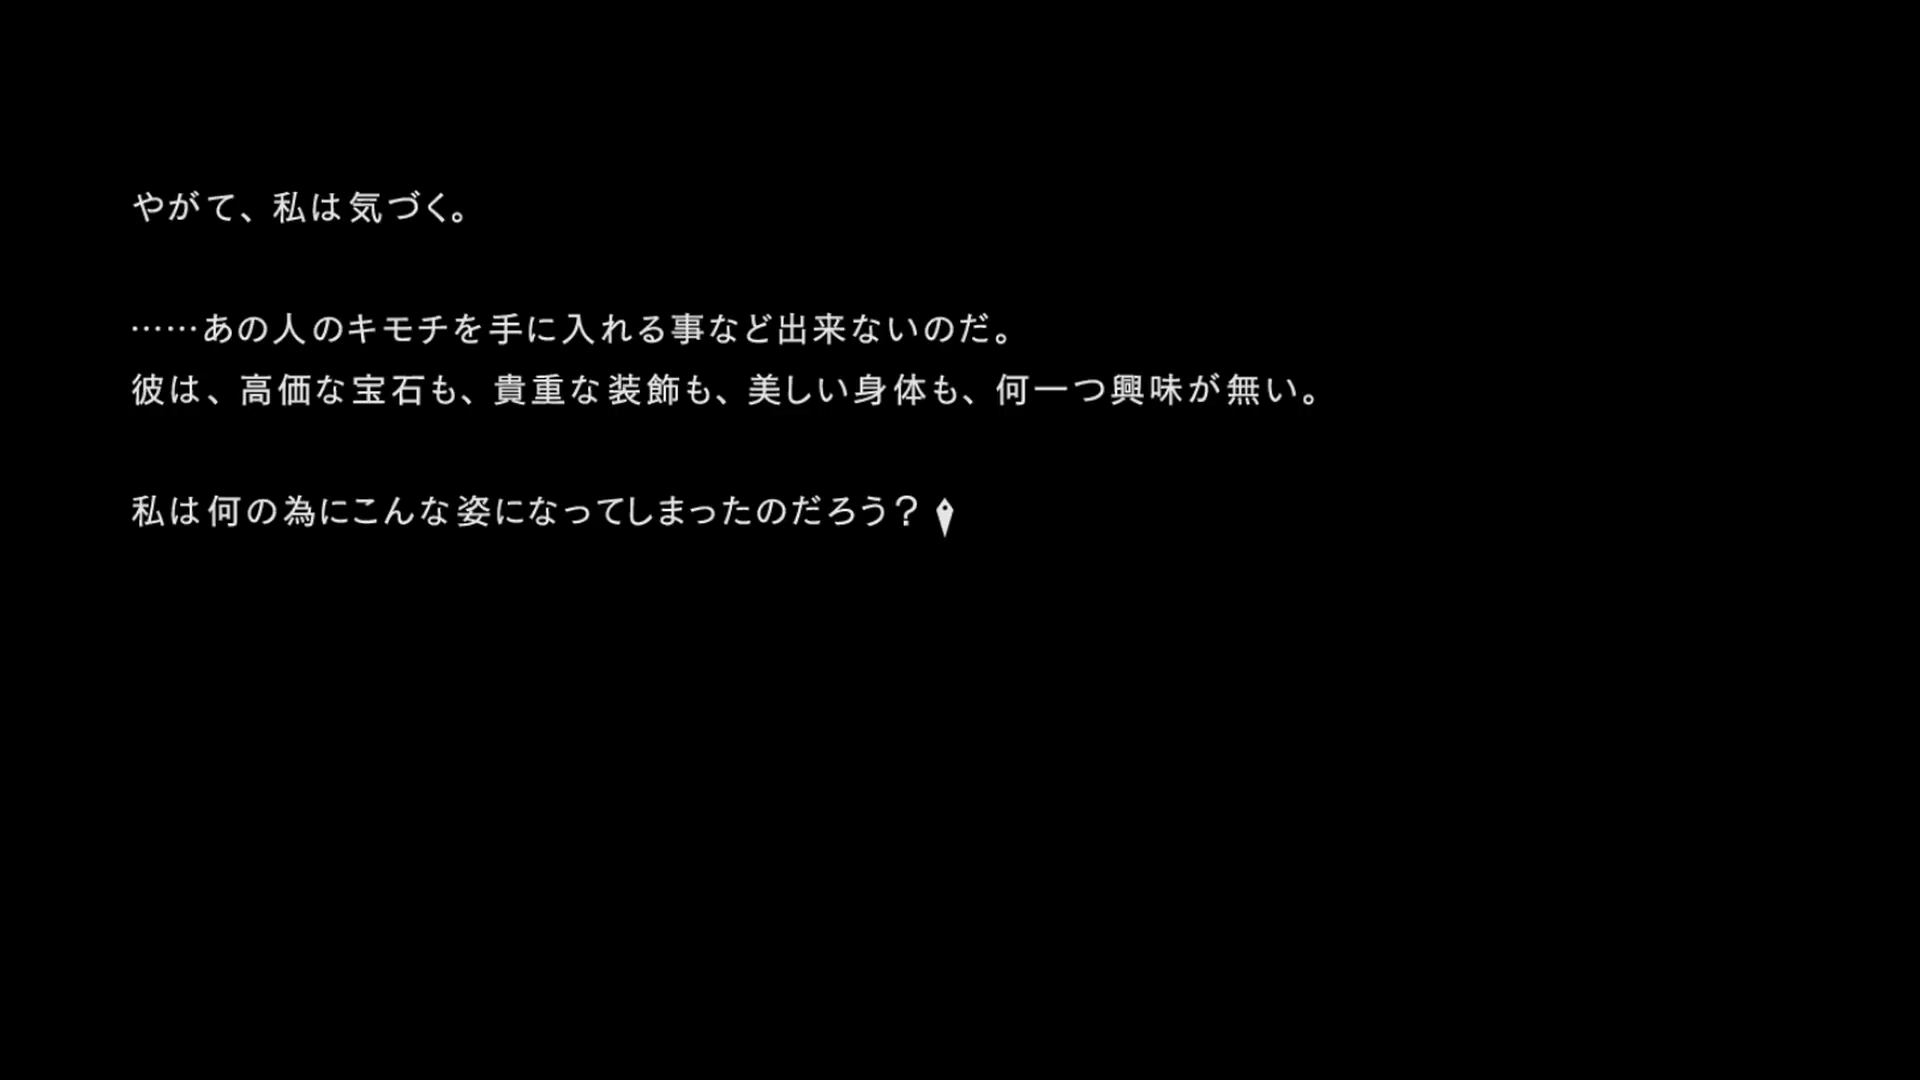 やがて、私は気づく。
……あの人のキモチを手に入れる事など出来ないのだ。
彼は、高価な宝石も、貴重な装飾も、美しい身体も、何一つ興味が無い。
私は何の為にこんな姿になってしまったのだろう？